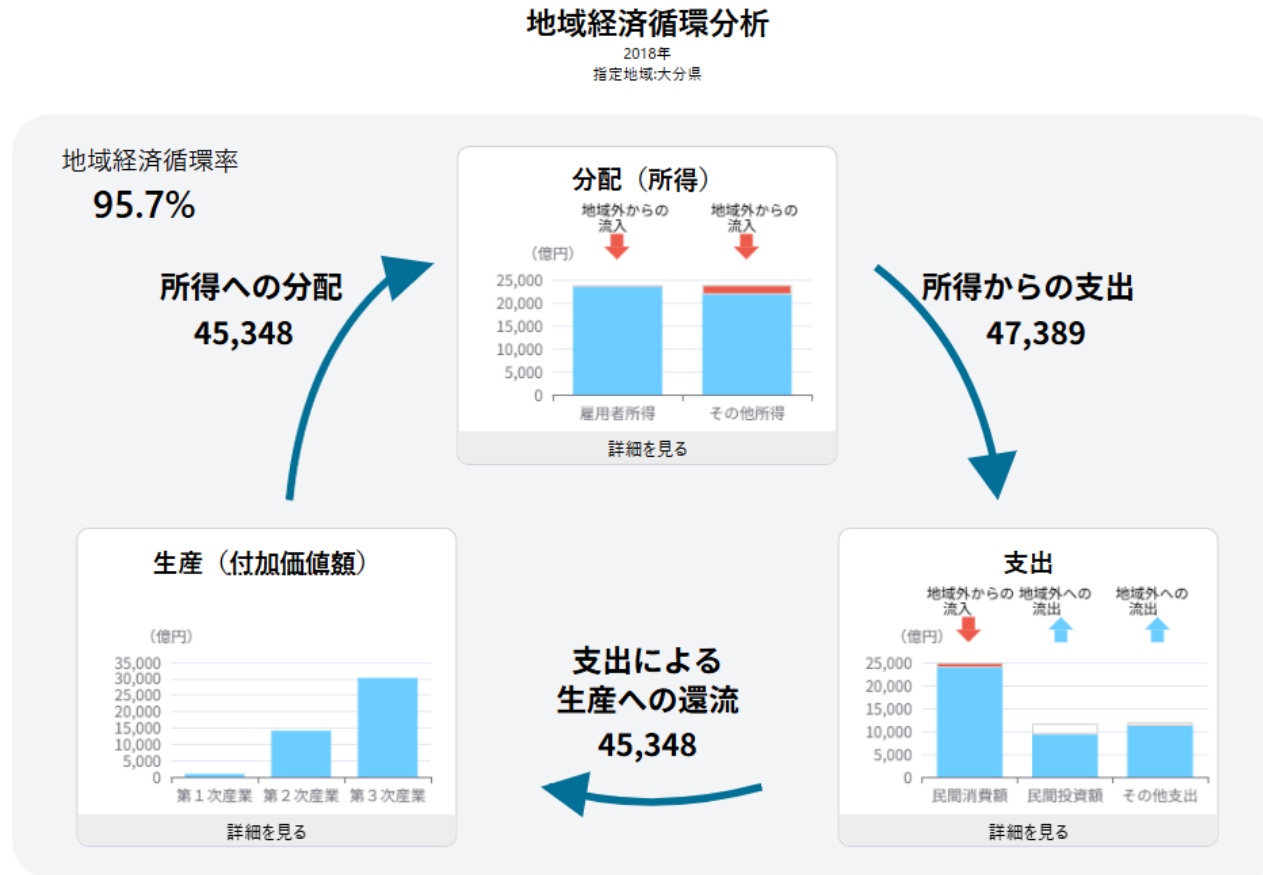 地域経済循環分析
2018年
指定地域:大分県
地域経済循環率
95.7%
所得への分配
45,348
分配（所得）
地域外からの
流入
地域外からの
流入
（億円）
25,000
20,000
15,000
10,000
5,000
0
雇用者所得
その他所得
詳細を見る
所得からの支出
47,389
生産（付加価値額）
（億円）
35,000
30,000
25,000
20,000
15,000
10,000
5,000
0
第１次産業
第２次産業
第３次産業
詳細を見る
支出による
生産への還流
45,348
支出
地域外からの
流入
地域外への
流出
地域外への
流出
（億円）
25,000
20,000
15,000
10,000
5,000
0
民間消費額
民間投資額
その他支出
詳細を見る